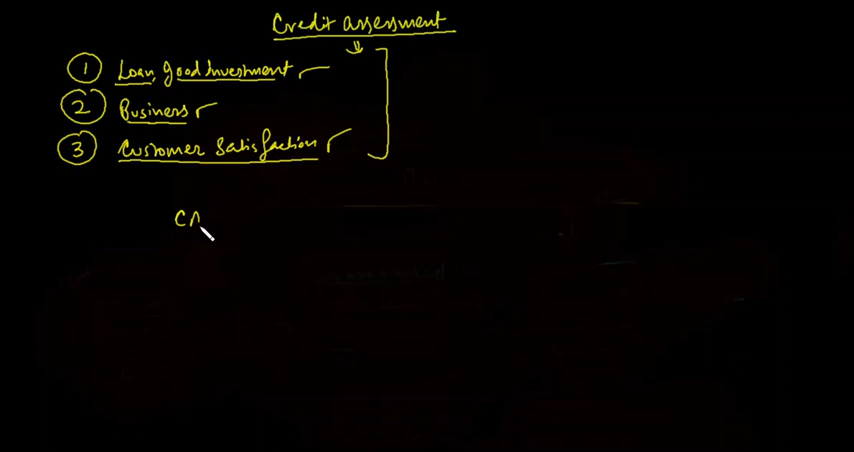 Credit assessment
1 Loan, good Investment
2 Business
3 Customer Satisfaction
CA